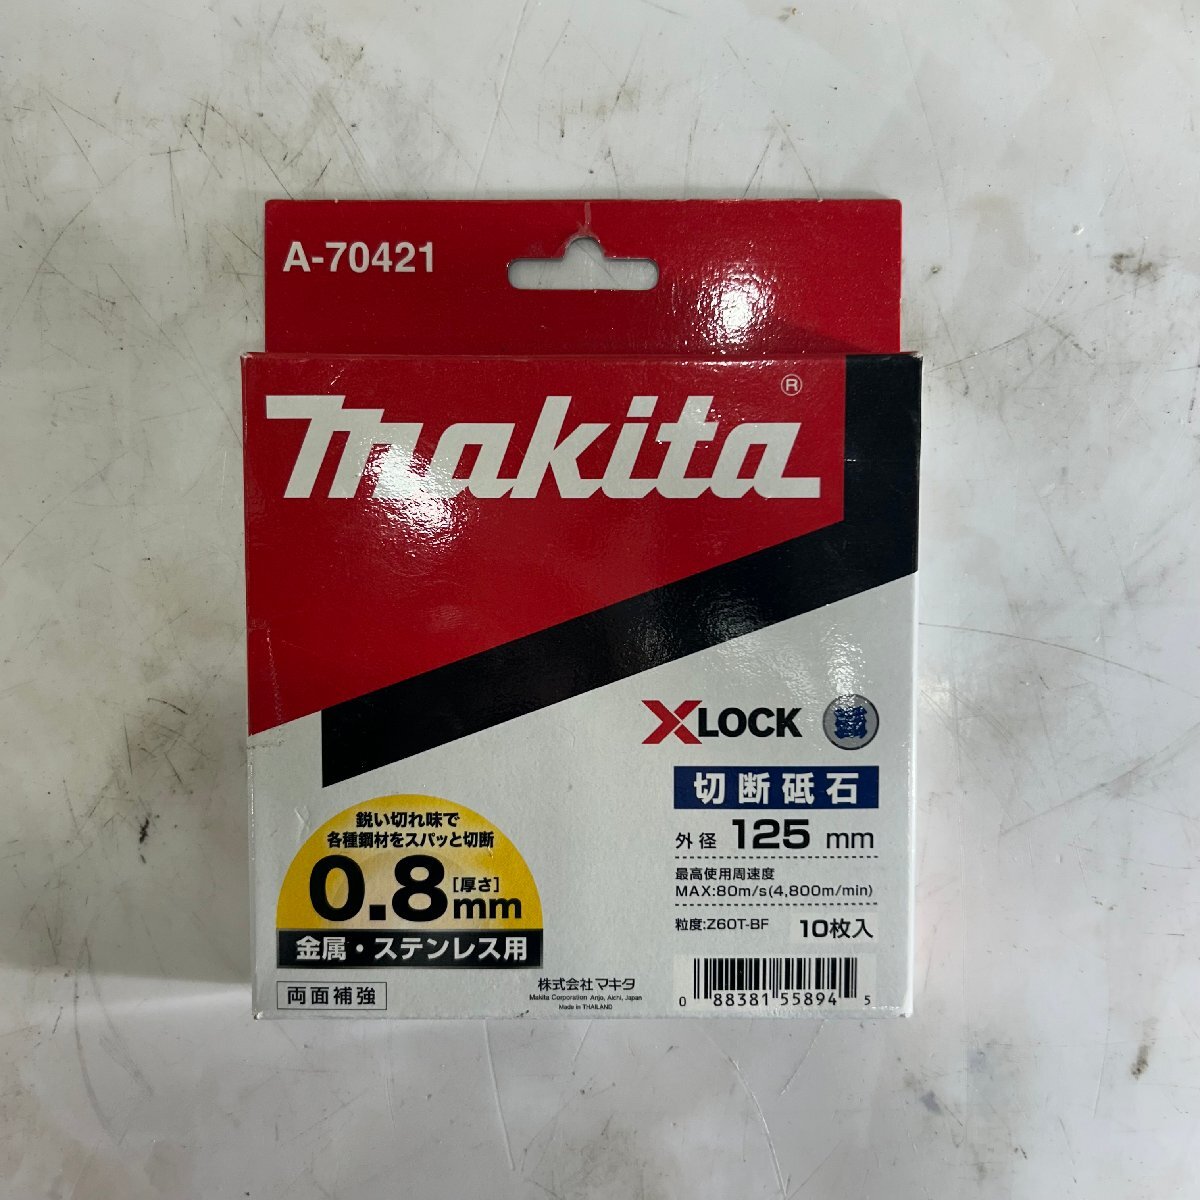 A-70421
makita®
XLOCK
切断砥石
外径 125 mm
最高使用周速度
MAX:80m/s(4,800m/min)
粒度:Z60T-BF 10枚入
鋭い切れ味で
各種鋼材をスパッと切断
0.8 [厚さ] mm
金属・ステンレス用
両面補強
株式会社マキタ
Makita Corporation Anjo, Aichi, Japan
Made in THAILAND
0 88381 55894 5